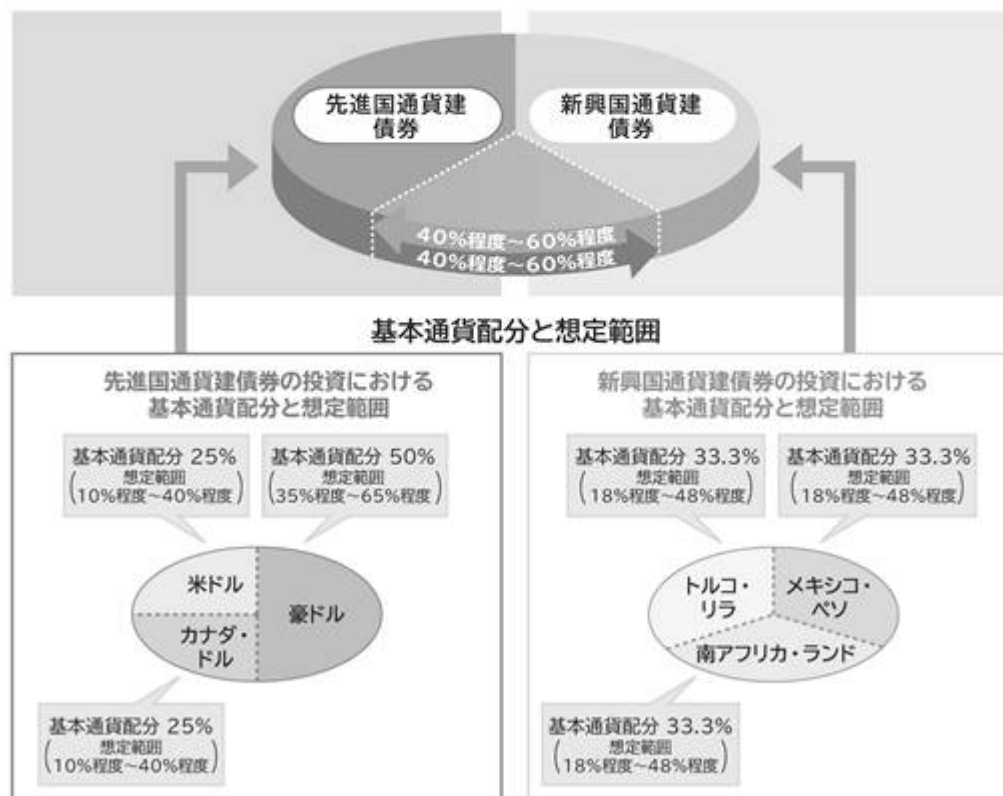 先進国通貨建
債券
新興国通貨建
債券
40%程度～60%程度
40%程度～60%程度
基本通貨配分と想定範囲
先進国通貨建債券の投資における
基本通貨配分と想定範囲
基本通貨配分 25%
想定範囲
(10%程度～40%程度)
基本通貨配分 50%
想定範囲
(35%程度～65%程度)
米ドル
カナダ・
ドル
豪ドル
基本通貨配分 25%
想定範囲
(10%程度～40%程度)
新興国通貨建債券の投資における
基本通貨配分と想定範囲
基本通貨配分 33.3%
想定範囲
(18%程度～48%程度)
基本通貨配分 33.3%
想定範囲
(18%程度～48%程度)
トルコ・
リラ
メキシコ・
ペソ
南アフリカ・ランド
基本通貨配分 33.3%
想定範囲
(18%程度～48%程度)